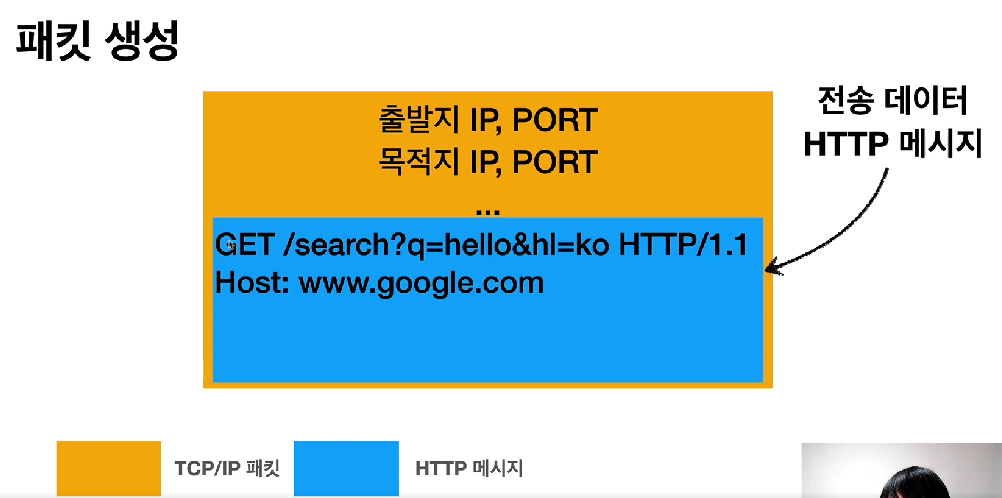 패킷 생성
출발지 IP, PORT
목적지 IP, PORT
...
전송 데이터
HTTP 메시지
GET /search?q=hello&hl=ko HTTP/1.1
Host: www.google.com
TCP/IP 패킷
HTTP 메시지